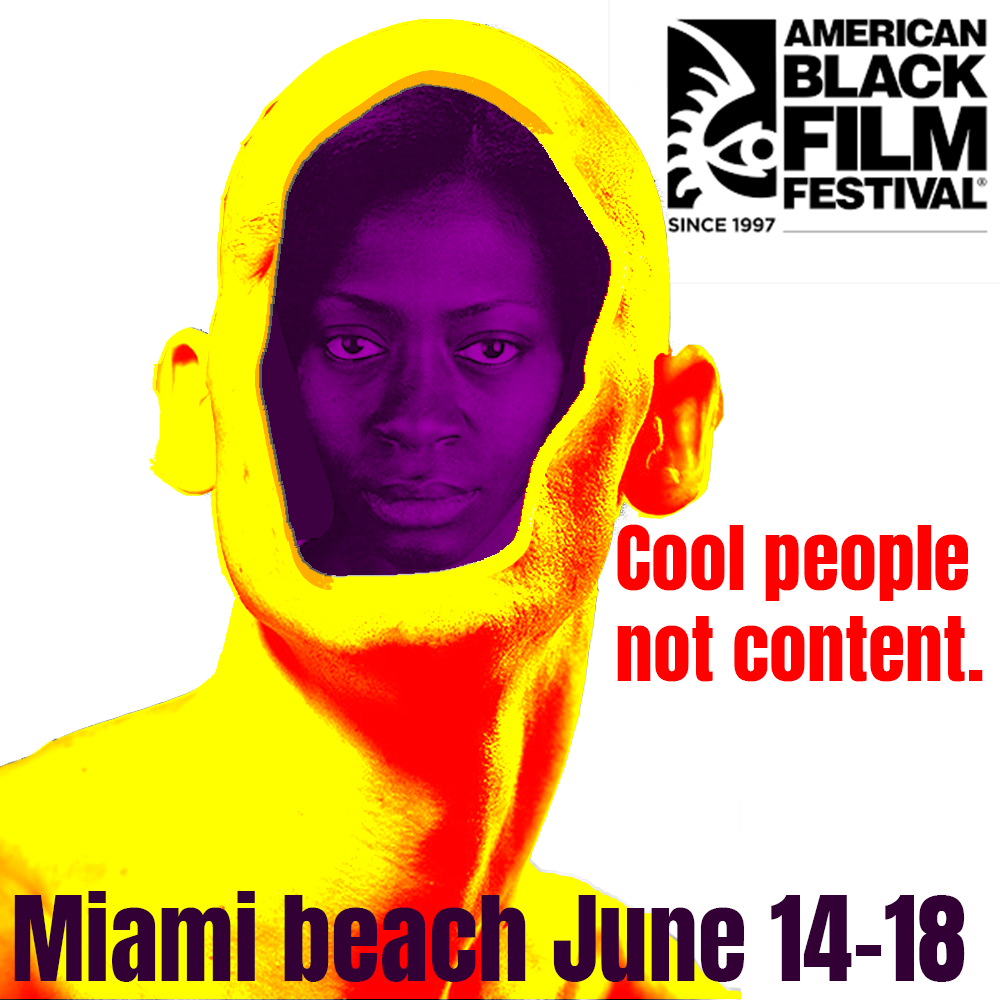 AMERICAN
BLACK
FILM
FESTIVAL®
SINCE 1997
Cool people
not content.
Miami beach June 14-18